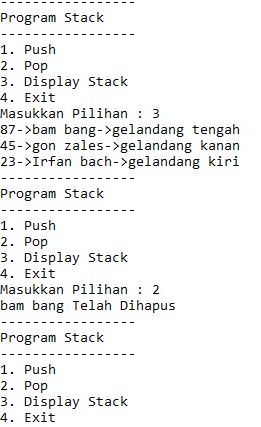 -----------------
Program Stack
-----------------
1. Push
2. Pop
3. Display Stack
4. Exit
Masukkan Pilihan : 3
87->bam bang->gelandang tengah
45->gon zales->gelandang kanan
23->Irfan bach->gelandang kiri
-----------------
Program Stack
-----------------
1. Push
2. Pop
3. Display Stack
4. Exit
Masukkan Pilihan : 2
bam bang Telah Dihapus
-----------------
Program Stack
-----------------
1. Push
2. Pop
3. Display Stack
4. Exit